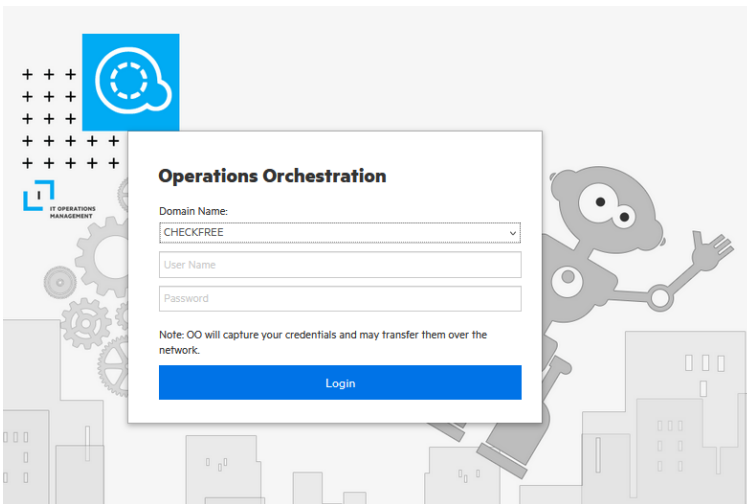 I
IT OPERATIONS
MANAGEMENT
Operations Orchestration
Domain Name:
CHECKFREE
User Name
Password
Note: OO will capture your credentials and may transfer them over the
network.
Login